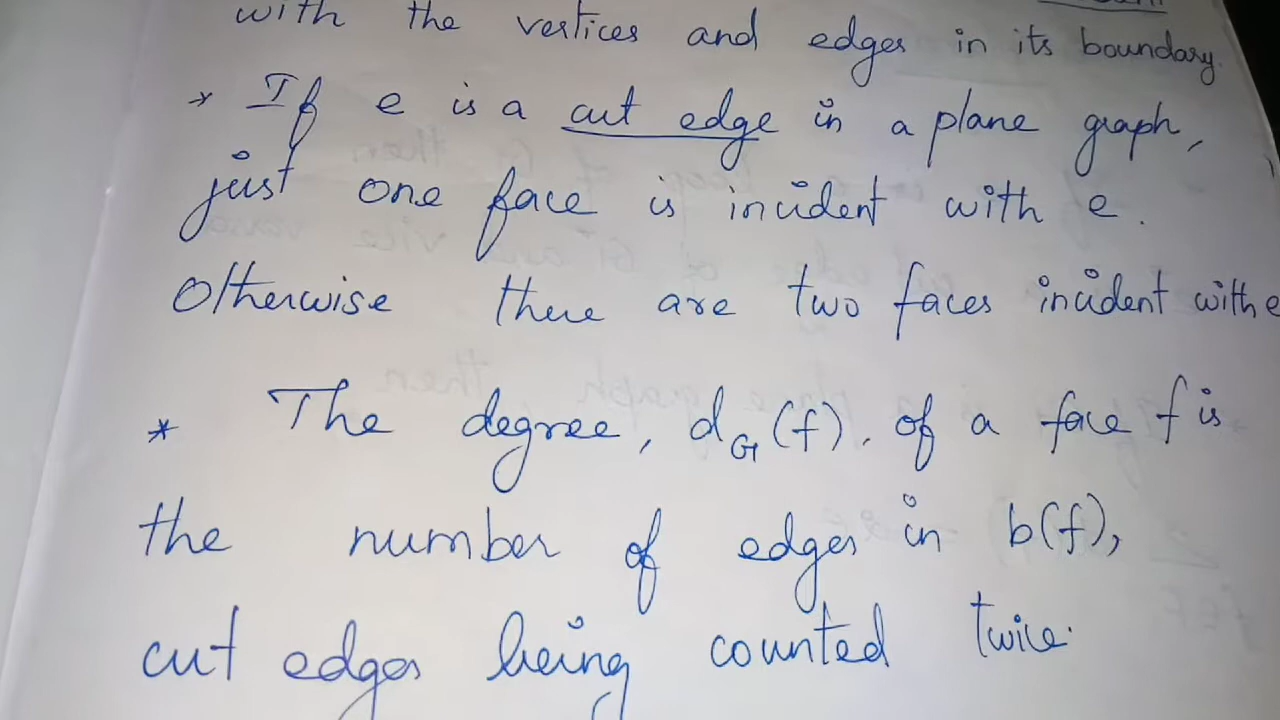 with the vertices and edges in its boundary.
* If e is a cut edge in a plane graph,
just one face is incident with e.
Otherwise there are two faces incident with e
* The degree, dG(f), of a face f is
the number of edges in b(f),
cut edges being counted twice.